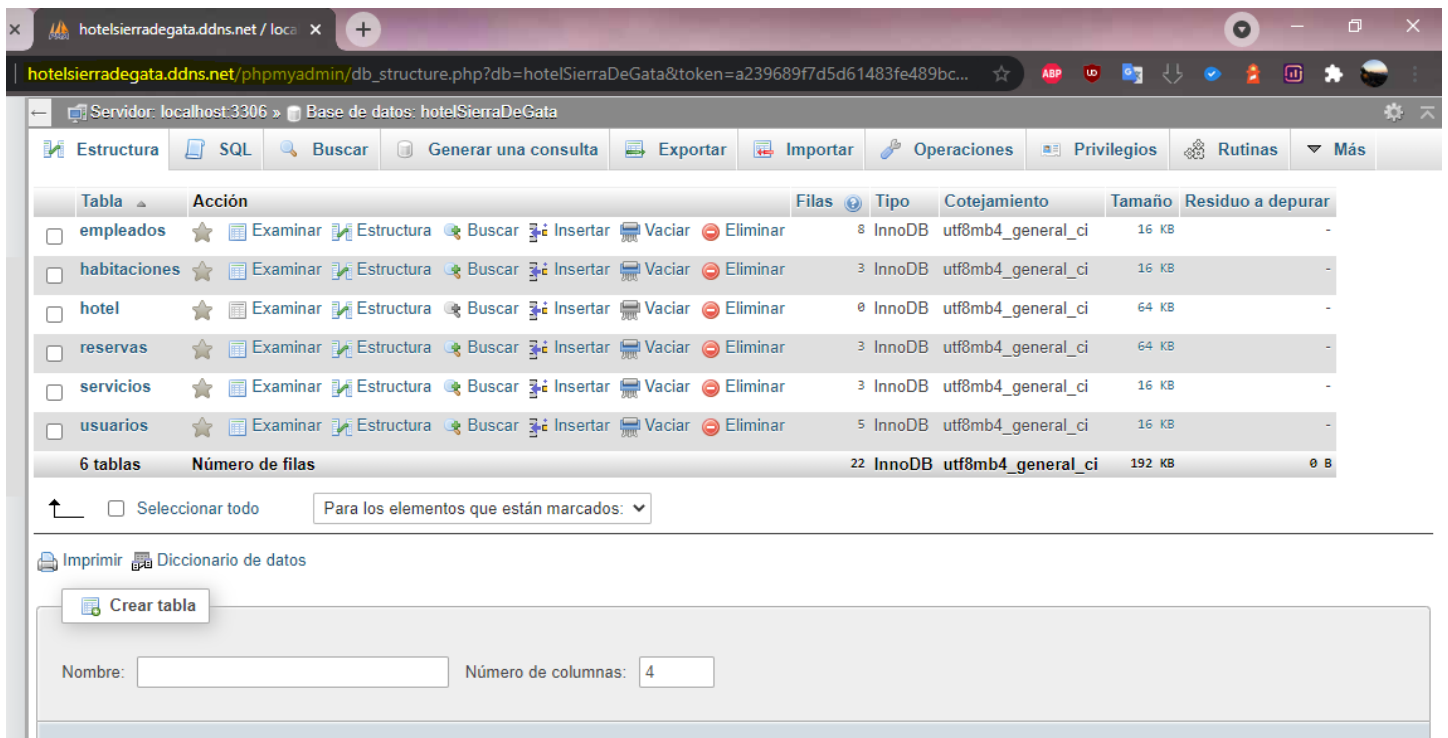 hotelsierradegata.ddns.net / loca
hotelsierradegata.ddns.net/phpmyadmin/db_structure.php?db=hotelSierraDeGata&token=a239689f7d5d61483fe489bc...
ABP
Servidor: localhost:3306 » Base de datos: hotelSierraDeGata
Estructura SQL Buscar Generar una consulta Exportar Importar Operaciones Privilegios Rutinas Más
Tabla Acción Filas Tipo Cotejamiento Tamaño Residuo a depurar
empleados Examinar Estructura Buscar Insertar Vaciar Eliminar 8 InnoDB utf8mb4_general_ci 16 KB -
habitaciones Examinar Estructura Buscar Insertar Vaciar Eliminar 3 InnoDB utf8mb4_general_ci 16 KB -
hotel Examinar Estructura Buscar Insertar Vaciar Eliminar 0 InnoDB utf8mb4_general_ci 64 KB -
reservas Examinar Estructura Buscar Insertar Vaciar Eliminar 3 InnoDB utf8mb4_general_ci 64 KB -
servicios Examinar Estructura Buscar Insertar Vaciar Eliminar 3 InnoDB utf8mb4_general_ci 16 KB -
usuarios Examinar Estructura Buscar Insertar Vaciar Eliminar 5 InnoDB utf8mb4_general_ci 16 KB -
6 tablas Número de filas 22 InnoDB utf8mb4_general_ci 192 KB 0 B
Seleccionar todo Para los elementos que están marcados:
Imprimir Diccionario de datos
Crear tabla
Nombre: Número de columnas: 4